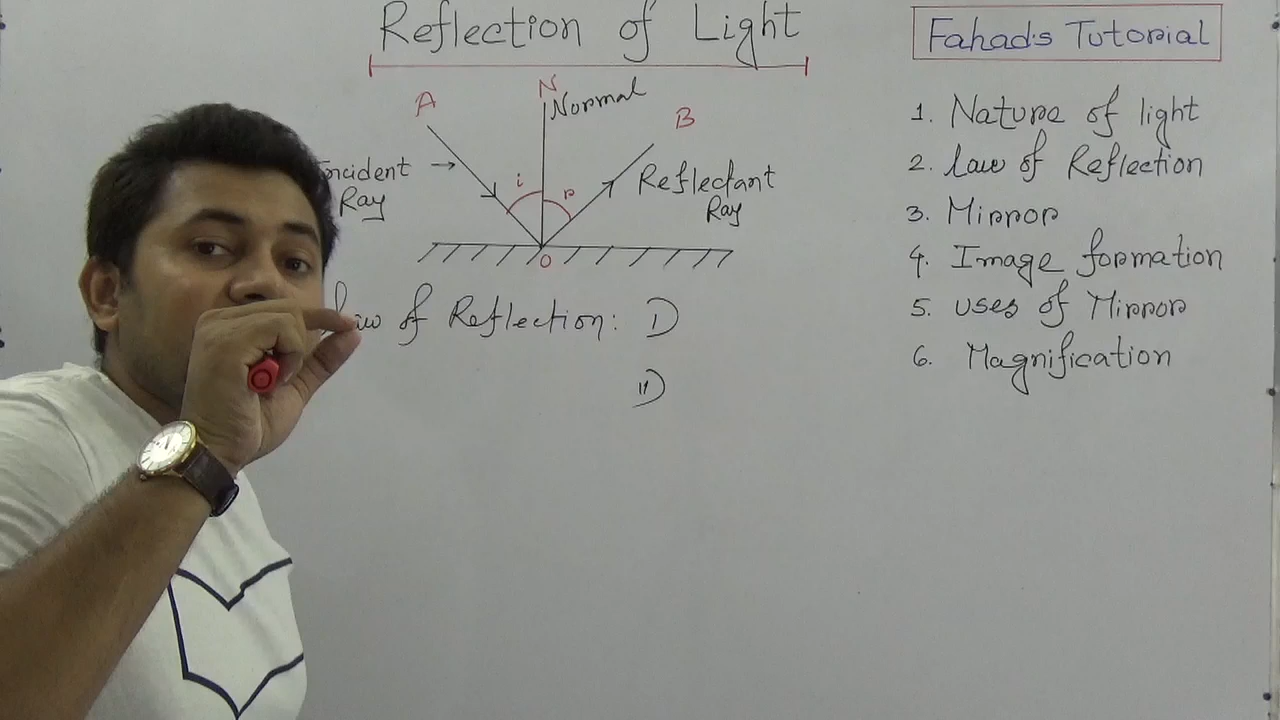 Reflection of Light
Fahad's Tutorial
A
N
Normal
B
Incident
Ray
i
r
Reflectant
Ray
O
Law of Reflection: I)
II)
1. Nature of light
2. Law of Reflection
3. Mirror
4. Image formation
5. uses of Mirror
6. Magnification